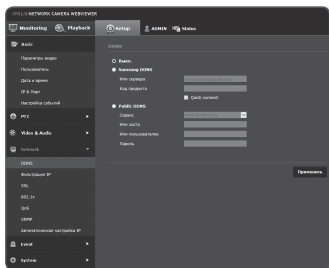 iPOLiS NETWORK CAMERA WEBVIEWER
Monitoring
Playback
Setup
ADMIN
Status
Basic
Параметры видео
Пользователь
Дата и время
IP & Порт
Настройка событий
PTZ
Video & Audio
Network
DDNS
Фильтрация IP
SSL
802.1x
QoS
SNMP
Автоматическая настройка IP
Event
System
DDNS
Выкл.
Samsung DDNS
Имя сервера
Код продукта
Quick connect
Public DDNS
Сервис
Имя хоста
Имя пользователя
Пароль
Применить